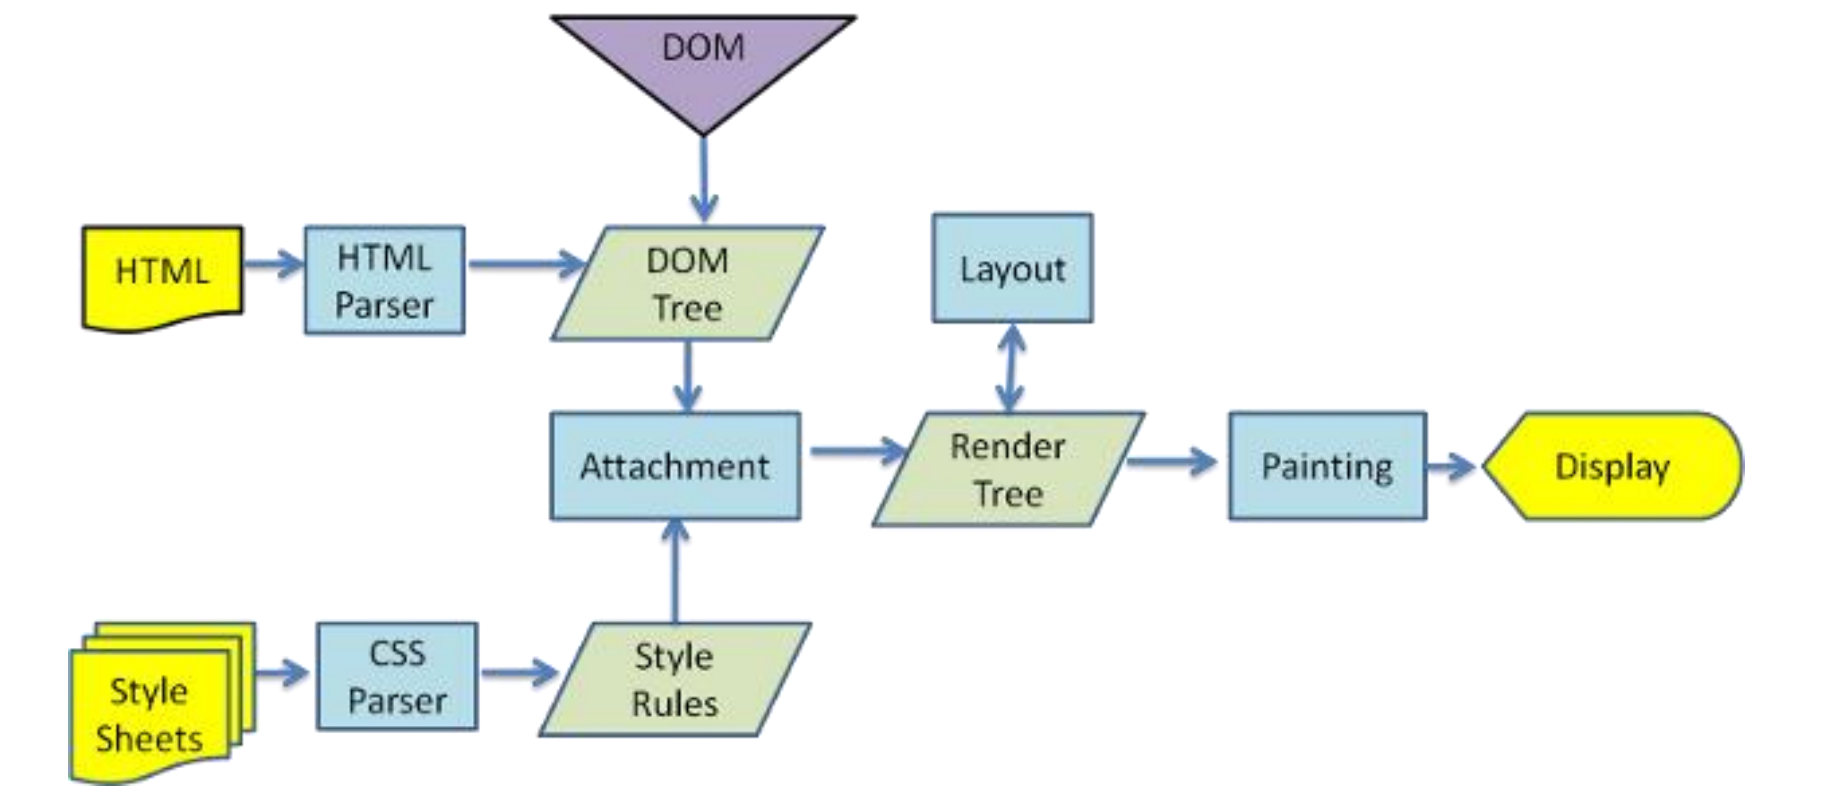 DOM
HTML
HTML
Parser
DOM
Tree
Layout
Attachment
Render
Tree
Painting
Display
Style
Sheets
CSS
Parser
Style
Rules